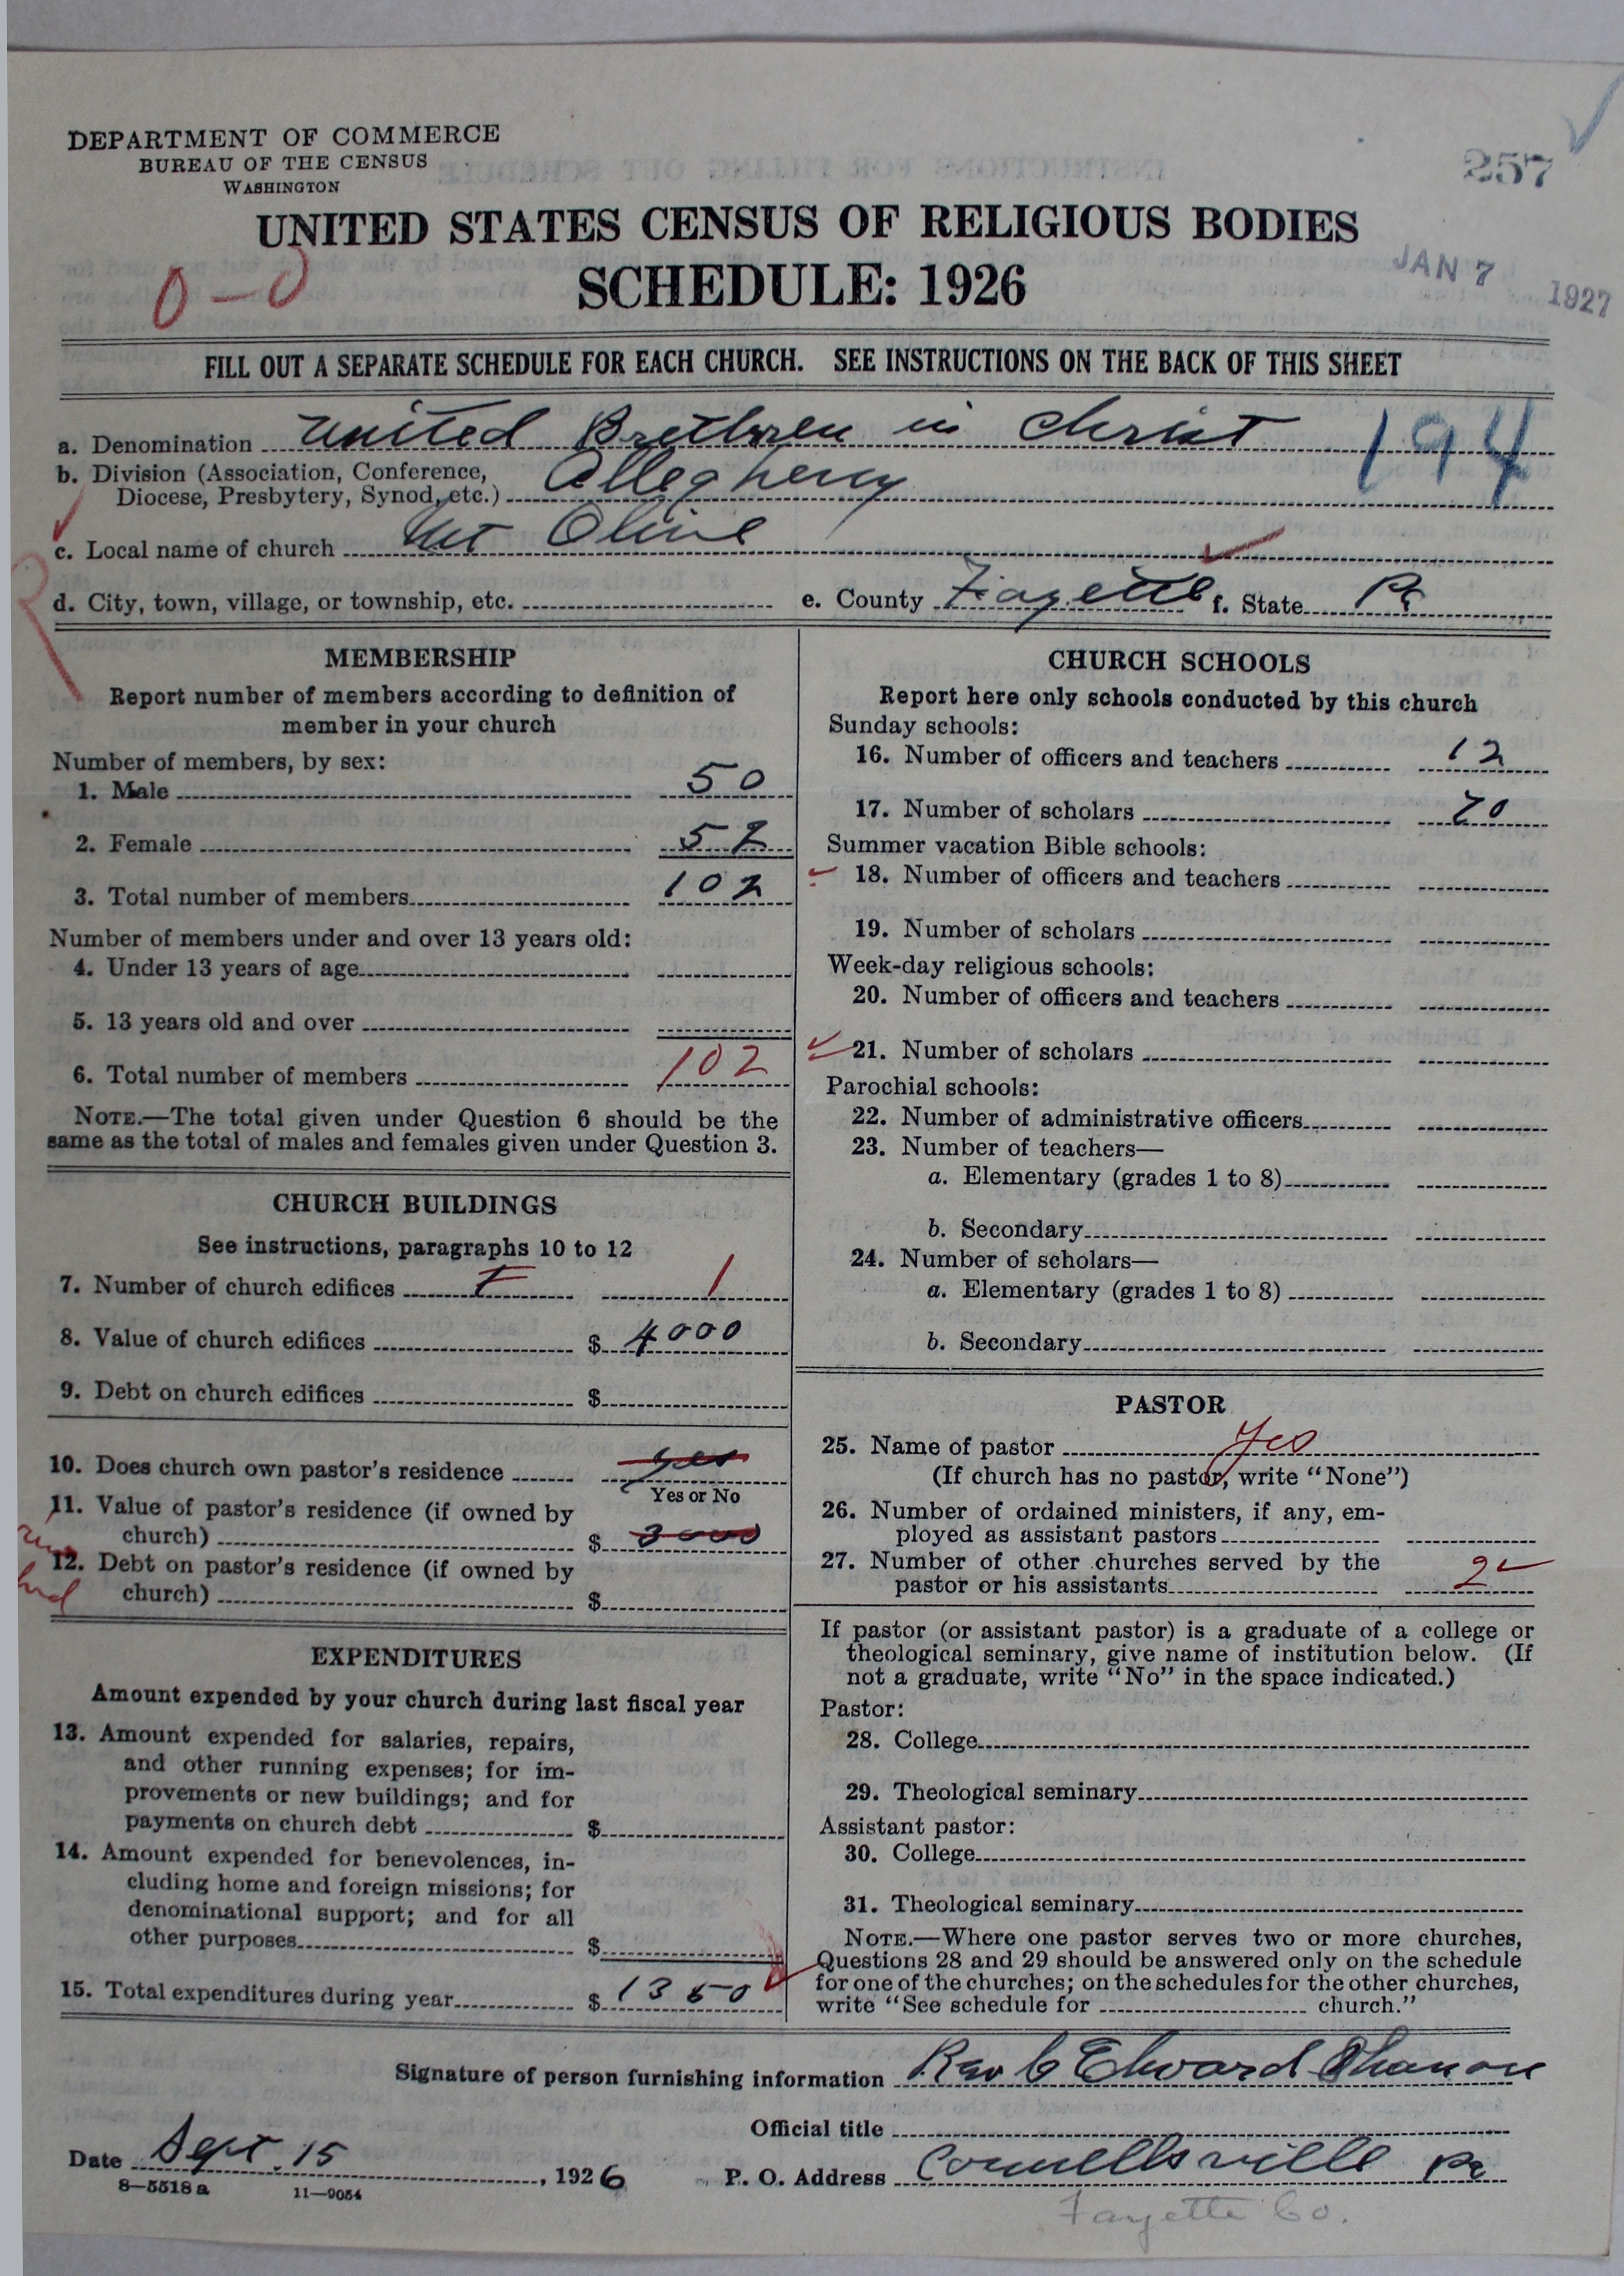 DEPARTMENT OF COMMERCE
BUREAU OF THE CENSUS
WASHINGTON
257
UNITED STATES CENSUS OF RELIGIOUS BODIES
SCHEDULE: 1926
JAN 7 1927
0-0
FILL OUT A SEPARATE SCHEDULE FOR EACH CHURCH. SEE INSTRUCTIONS ON THE BACK OF THIS SHEET
a. Denomination United Brethren in Christ 194
b. Division (Association, Conference,
Diocese, Presbytery, Synod, etc.) Allegheny
c. Local name of church Mt Olive
d. City, town, village, or township, etc. e. County Fayette f. State Pa
MEMBERSHIP
Report number of members according to definition of
member in your church
Number of members, by sex:
1. Male 50
2. Female 52
3. Total number of members 102
Number of members under and over 13 years old:
4. Under 13 years of age
5. 13 years old and over
6. Total number of members 102
NOTE.—The total given under Question 6 should be the
same as the total of males and females given under Question 3.
CHURCH BUILDINGS
See instructions, paragraphs 10 to 12
7. Number of church edifices F 1
8. Value of church edifices $ 4000
9. Debt on church edifices $
10. Does church own pastor's residence yes
Yes or No
11. Value of pastor's residence (if owned by
church) $ 3000
12. Debt on pastor's residence (if owned by
church) $
EXPENDITURES
Amount expended by your church during last fiscal year
13. Amount expended for salaries, repairs,
and other running expenses; for im-
provements or new buildings; and for
payments on church debt $
14. Amount expended for benevolences, in-
cluding home and foreign missions; for
denominational support; and for all
other purposes $
15. Total expenditures during year $ 1350
CHURCH SCHOOLS
Report here only schools conducted by this church
Sunday schools:
16. Number of officers and teachers 12
17. Number of scholars 70
Summer vacation Bible schools:
18. Number of officers and teachers
19. Number of scholars
Week-day religious schools:
20. Number of officers and teachers
21. Number of scholars
Parochial schools:
22. Number of administrative officers
23. Number of teachers—
a. Elementary (grades 1 to 8)
b. Secondary
24. Number of scholars—
a. Elementary (grades 1 to 8)
b. Secondary
PASTOR
25. Name of pastor Yes
(If church has no pastor, write "None")
26. Number of ordained ministers, if any, em-
ployed as assistant pastors
27. Number of other churches served by the
pastor or his assistants 2
If pastor (or assistant pastor) is a graduate of a college or
theological seminary, give name of institution below. (If
not a graduate, write "No" in the space indicated.)
Pastor:
28. College
29. Theological seminary
Assistant pastor:
30. College
31. Theological seminary
NOTE.—Where one pastor serves two or more churches,
Questions 28 and 29 should be answered only on the schedule
for one of the churches; on the schedules for the other churches,
write "See schedule for church."
Signature of person furnishing information Rev C Edward
Official title
Date Sept. 15, 1926 P. O. Address Connellsville Pa
8—5518a 11—9054
Fayette Co.